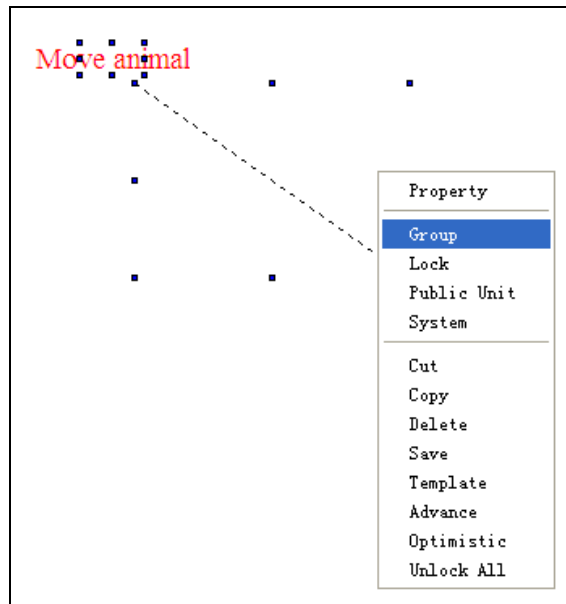 Move animal
Property
Group
Lock
Public Unit
System
Cut
Copy
Delete
Save
Template
Advance
Optimistic
Unlock All